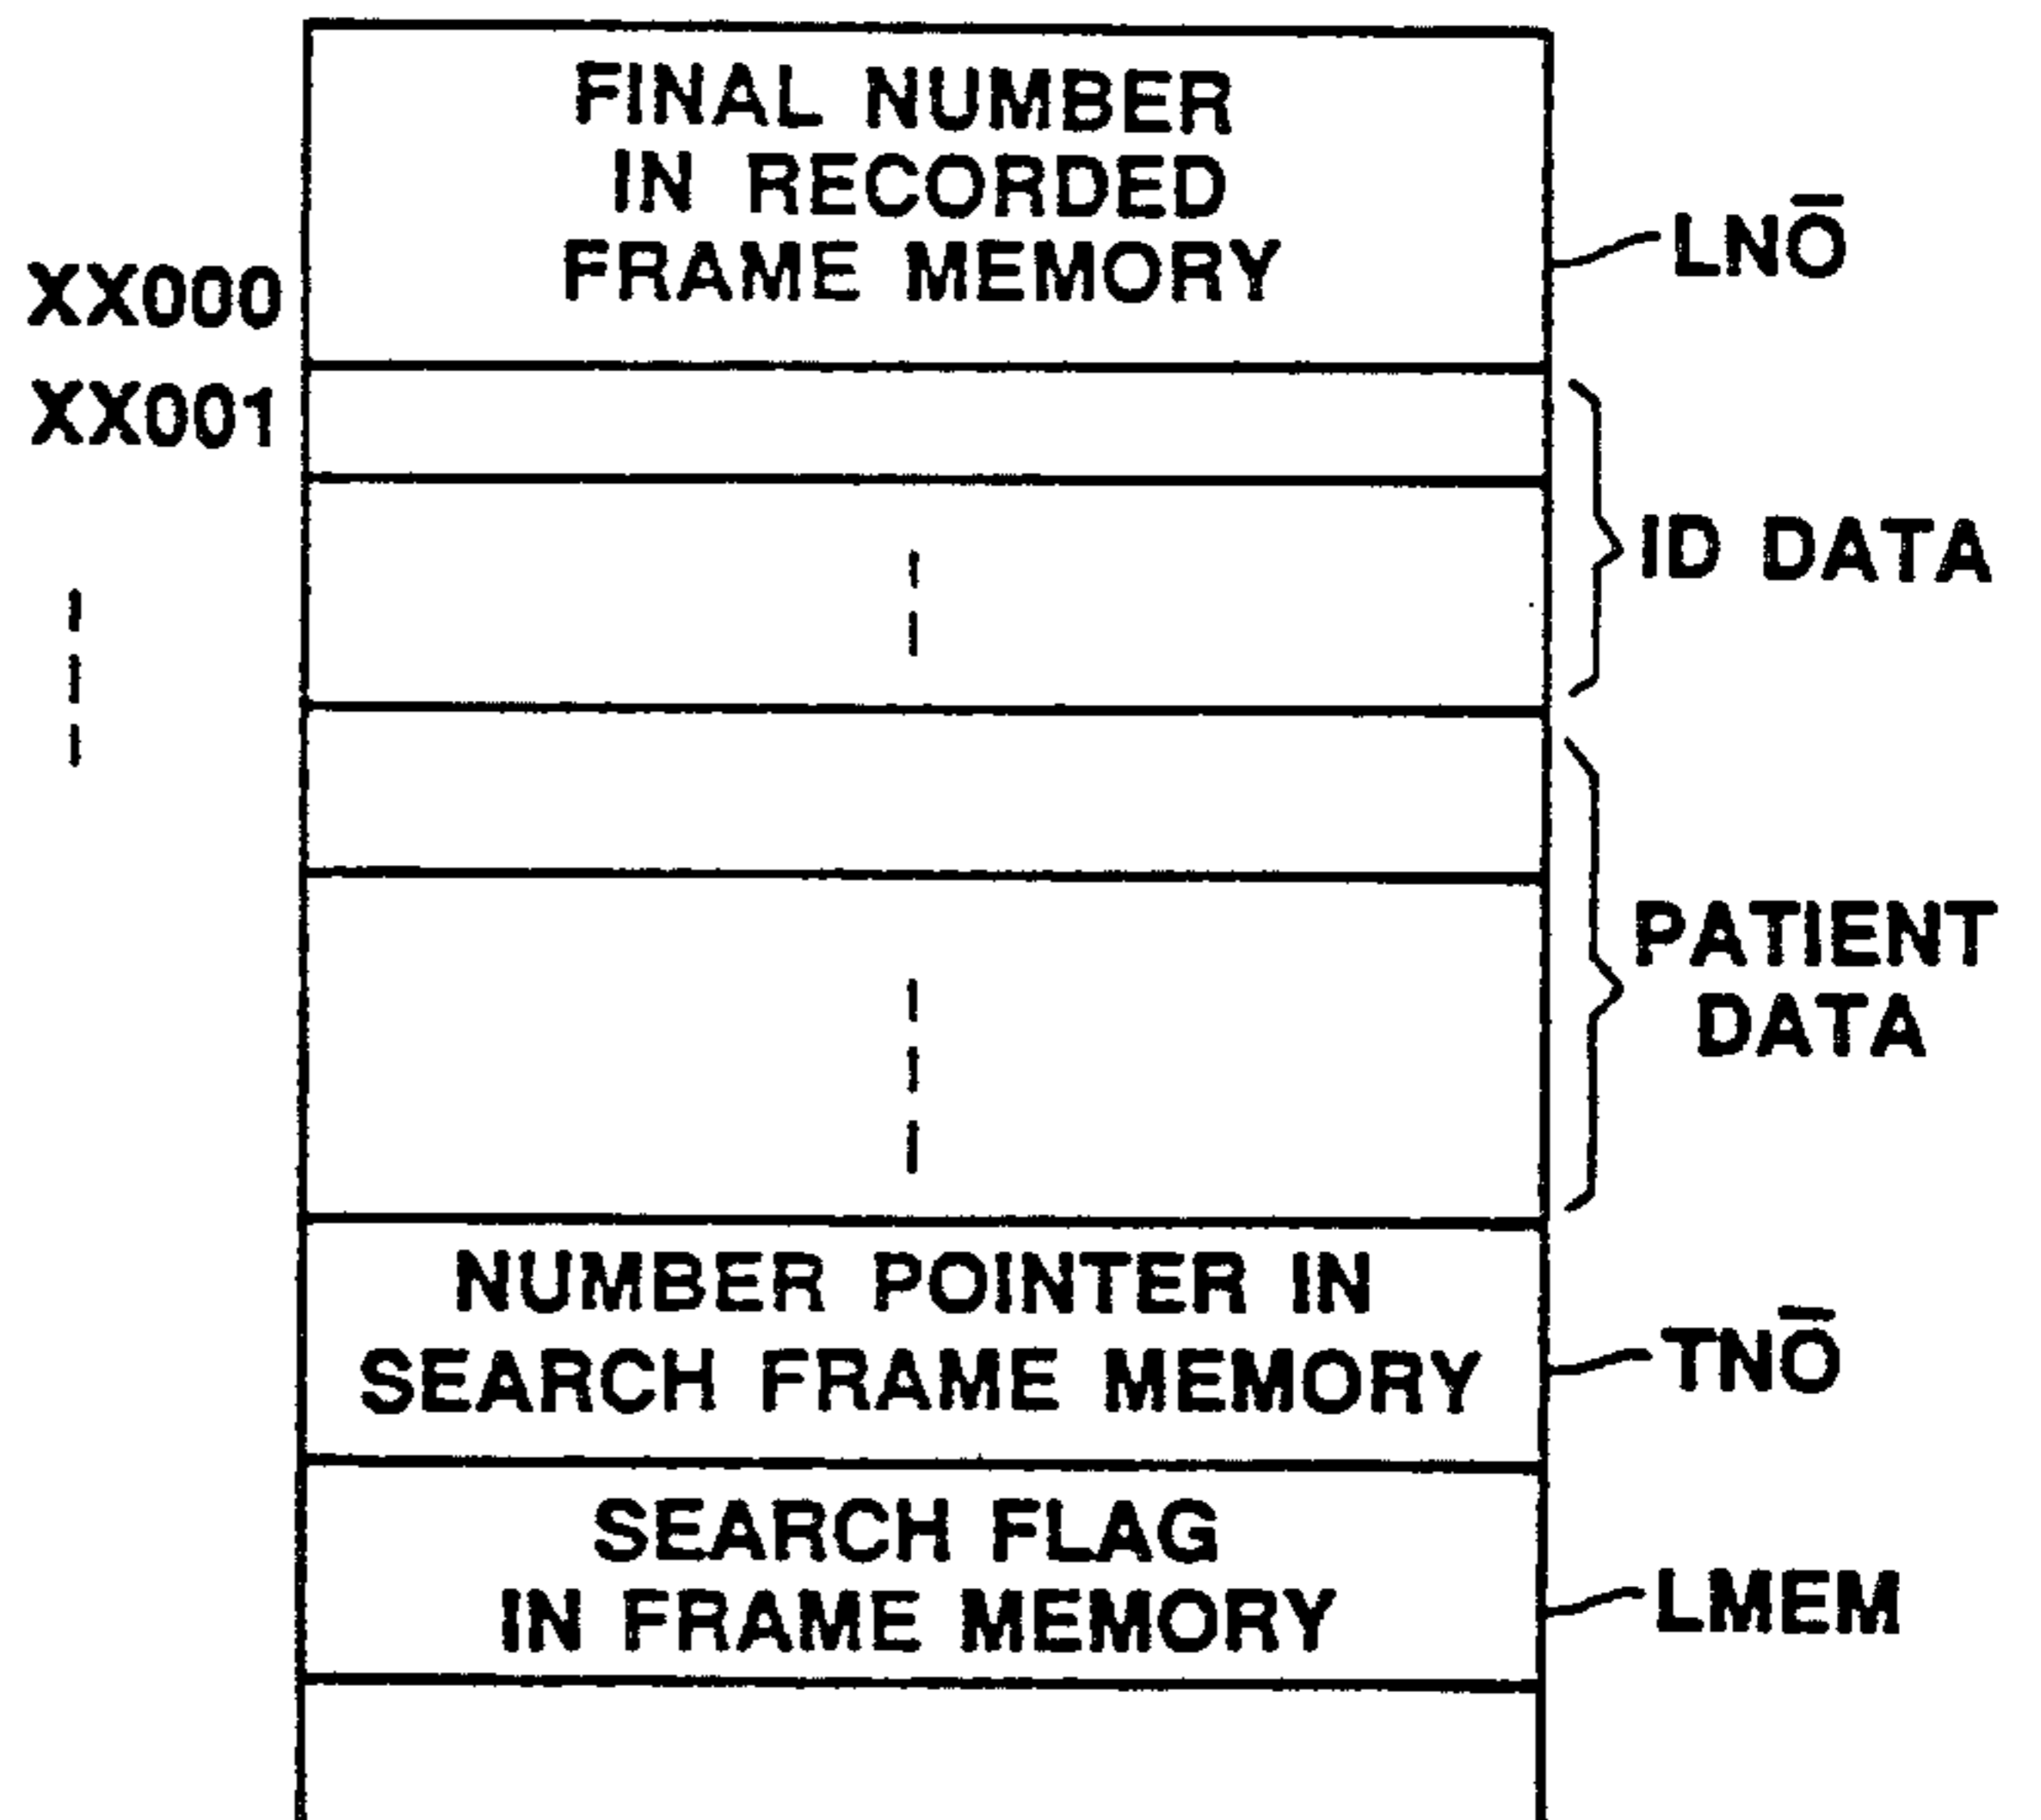 FINAL NUMBER
IN RECORDED
FRAME MEMORY
LNŌ
XX000
XX001
ID DATA
PATIENT
DATA
NUMBER POINTER IN
SEARCH FRAME MEMORY
TNŌ
SEARCH FLAG
IN FRAME MEMORY
LMEM